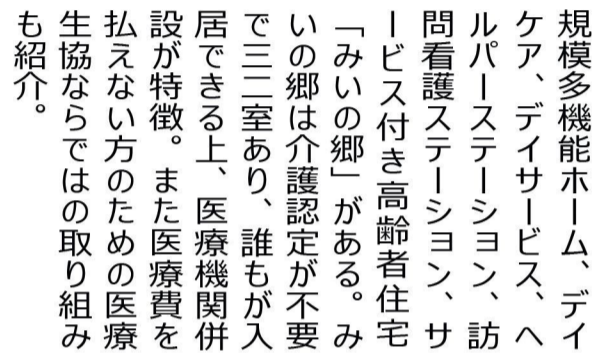 規模多機能ホーム、デイ
ケア、デイサービス、ヘ
ルパーステーション、訪
問看護ステーション、サ
ービス付き高齢者住宅
「みいの郷」がある。み
いの郷は介護認定が不要
で三二室あり、誰もが入
居できる上、医療機関併
設が特徴。また医療費を
払えない方のための医療
生協ならではの取り組み
も紹介。